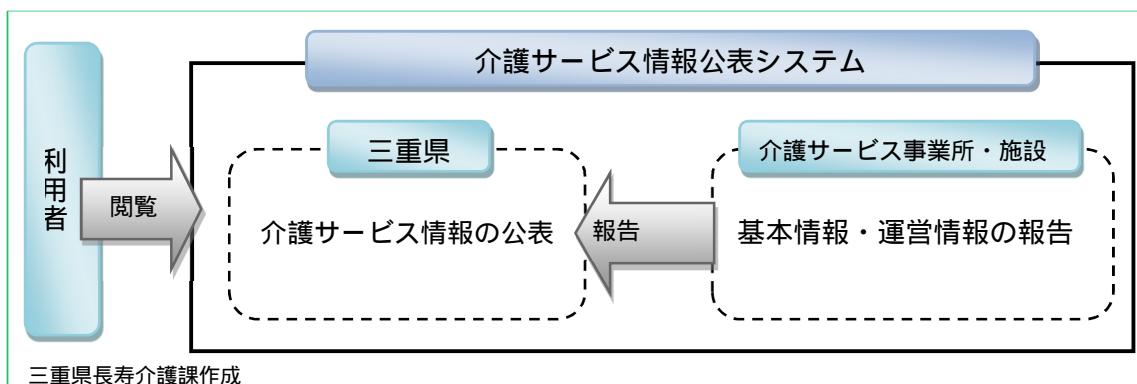 介護サービス情報公表システム
利用者
閲覧
三重県
介護サービス情報の公表
報告
介護サービス事業所・施設
基本情報・運営情報の報告
三重県長寿介護課作成